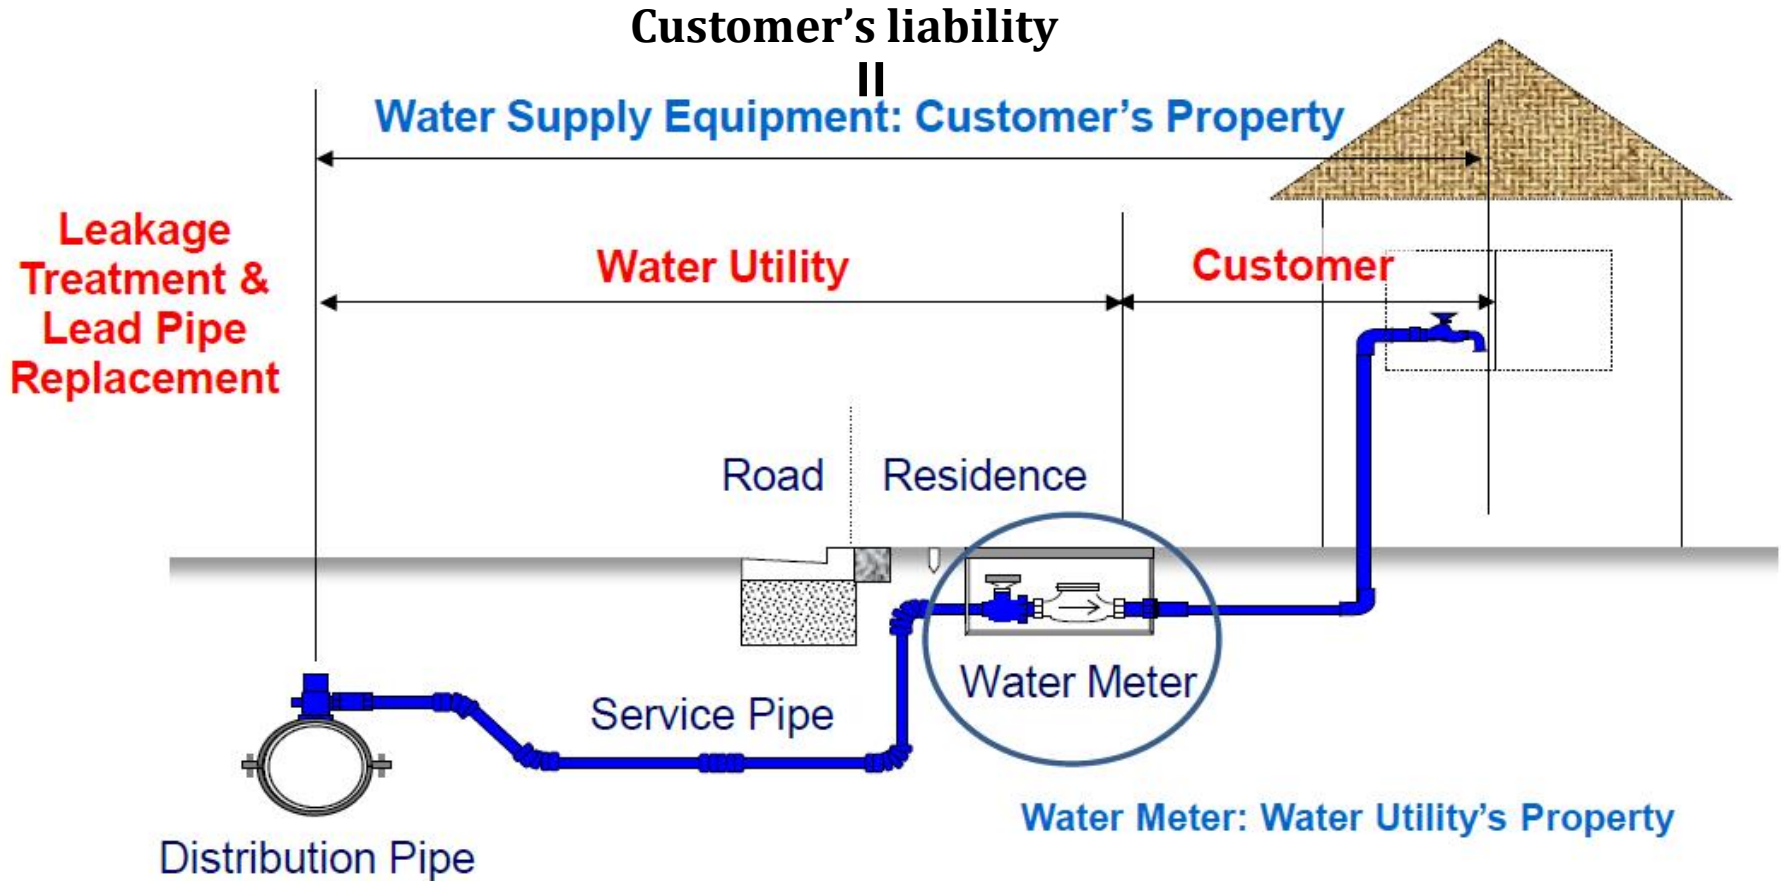 Customer’s liability
=
Water Supply Equipment: Customer’s Property
Leakage
Treatment &
Lead Pipe
Replacement
Water Utility
Customer
Road
Residence
Water Meter
Service Pipe
Water Meter: Water Utility’s Property
Distribution Pipe